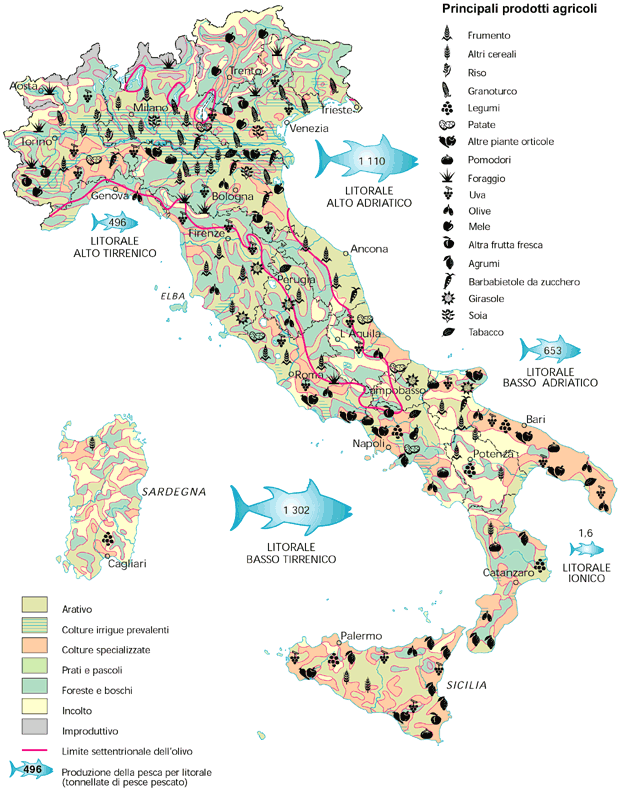 Principali prodotti agricoli
Frumento
Altri cereali
Riso
Granoturco
Legumi
Patate
Altre piante orticole
Pomodori
Foraggio
Uva
Olive
Mele
Altra frutta fresca
Agrumi
Barbabietole da zucchero
Girasole
Soia
Tabacco
Aosta
Trento
Milano
Trieste
Venezia
Torino
Genova
Bologna
Firenze
Ancona
Perugia
ELBA
L'Aquila
Roma
Campobasso
Napoli
Bari
Potenza
Catanzaro
Palermo
SICILIA
SARDEGNA
Cagliari
1 110
LITORALE
ALTO ADRIATICO
496
LITORALE
ALTO TIRRENICO
653
LITORALE
BASSO ADRIATICO
1 302
LITORALE
BASSO TIRRENICO
1,6
LITORALE
IONICO
Arativo
Colture irrigue prevalenti
Colture specializzate
Prati e pascoli
Foreste e boschi
Incolto
Improduttivo
Limite settentrionale dell'olivo
496
Produzione della pesca per litorale
(tonnellate di pesce pescato)